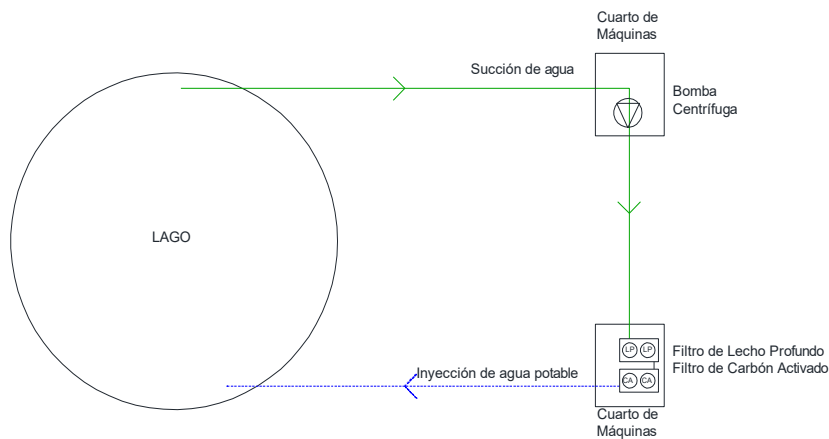 Cuarto de
Máquinas
Succión de agua
Bomba
Centrífuga
LAGO
LP LP
Filtro de Lecho Profundo
CA CA
Filtro de Carbón Activado
Inyección de agua potable
Cuarto de
Máquinas